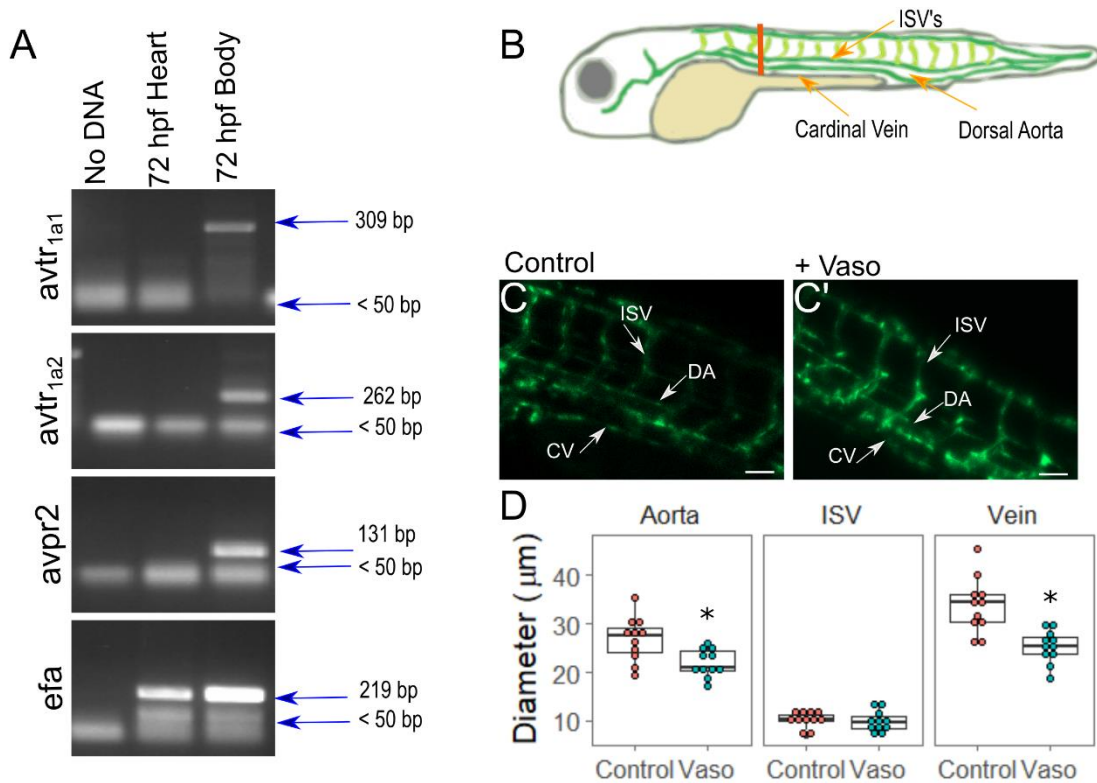 A
No DNA
72 hpf Heart
72 hpf Body
avtr1a1
309 bp
< 50 bp
avtr1a2
262 bp
< 50 bp
avpr2
131 bp
< 50 bp
efa
219 bp
< 50 bp
B
ISV's
Cardinal Vein
Dorsal Aorta
Control
+ Vaso
C
ISV
DA
CV
C'
ISV
DA
CV
D
Aorta
ISV
Vein
Diameter ( μm)
40
30
20
10
*
*
Control Vaso
Control Vaso
Control Vaso